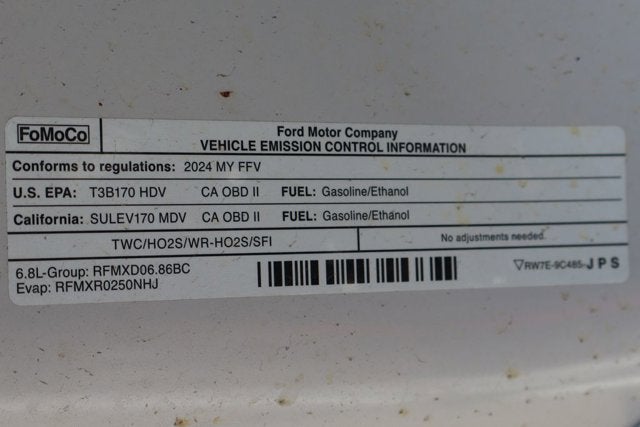 FoMoCo
Ford Motor Company
VEHICLE EMISSION CONTROL INFORMATION
Conforms to regulations: 2024 MY FFV
U.S. EPA: T3B170 HDV CA OBD II FUEL: Gasoline/Ethanol
California: SULEV170 MDV CA OBD II FUEL: Gasoline/Ethanol
TWC/HO2S/WR-HO2S/SFI No adjustments needed.
6.8L-Group: RFMXD06.86BC
Evap: RFMXR0250NHJ
▽RW7E-9C485-JPS